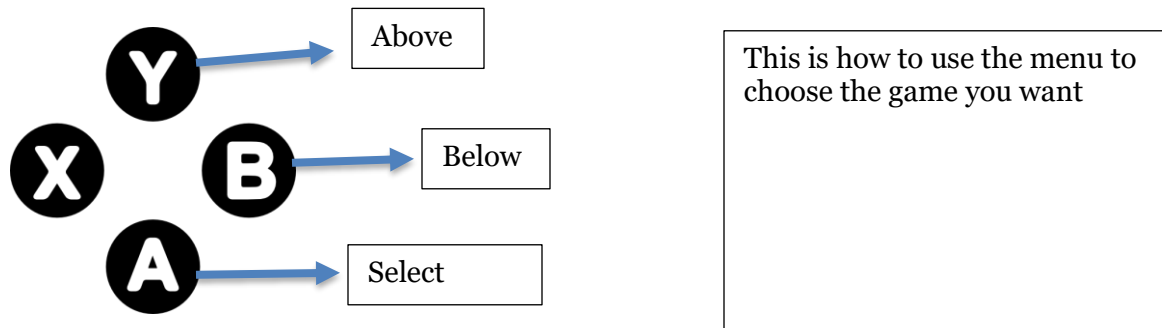 Y
Above
This is how to use the menu to
choose the game you want
X
B
Below
A
Select